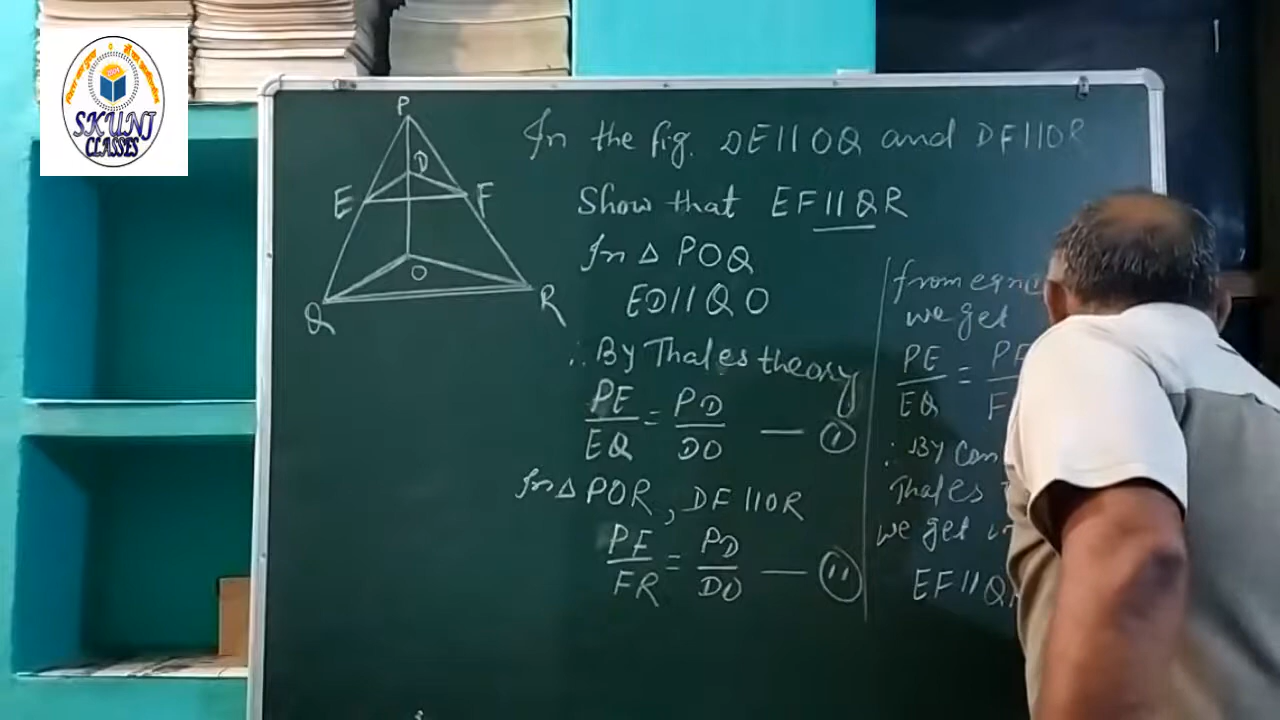 SKUNJ
CLASSES
P
D
E
F
O
Q
R
In the fig. DE||OQ and DF||OR
Show that EF||QR
In △ POQ
ED||QO
∴ By Thales theory
PE/EQ = PD/DO — (I)
In △ POR, DF||OR
PF/FR = PD/DO — (II)
from eqn
we get
PE/EQ = PF/F
∴ By Con
Thales T
we get in
EF||QR